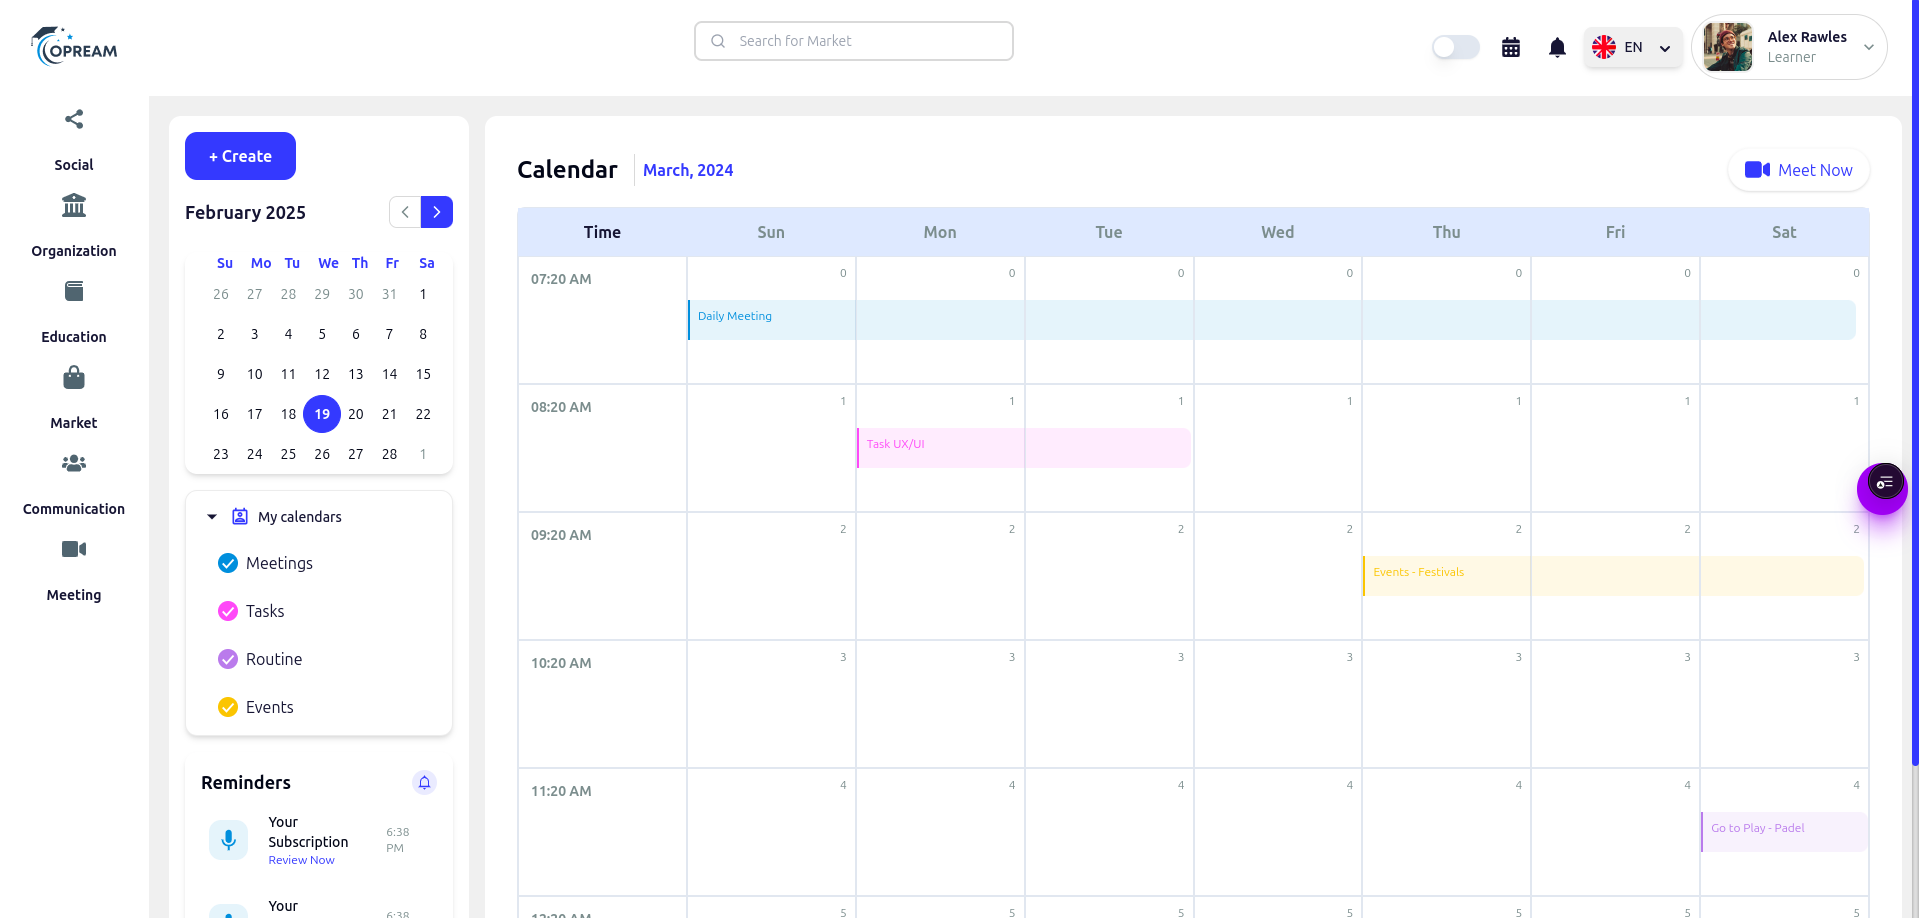 OPREAM
Search for Market
EN
Alex Rawles
Learner
Social
Organization
Education
Market
Communication
Meeting
+ Create
February 2025
Su Mo Tu We Th Fr Sa
26 27 28 29 30 31 1
2 3 4 5 6 7 8
9 10 11 12 13 14 15
16 17 18 19 20 21 22
23 24 25 26 27 28 1
My calendars
Meetings
Tasks
Routine
Events
Reminders
Your
Subscription
Review Now
6:38
PM
Your
6:38
Calendar
March, 2024
Meet Now
Time Sun Mon Tue Wed Thu Fri Sat
07:20 AM 0 0 0 0 0 0 0
Daily Meeting
08:20 AM 1 1 1 1 1 1 1
Task UX/UI
09:20 AM 2 2 2 2 2 2 2
Events - Festivals
10:20 AM 3 3 3 3 3 3 3
11:20 AM 4 4 4 4 4 4 4
Go to Play - Padel
12:20 AM 5 5 5 5 5 5 5